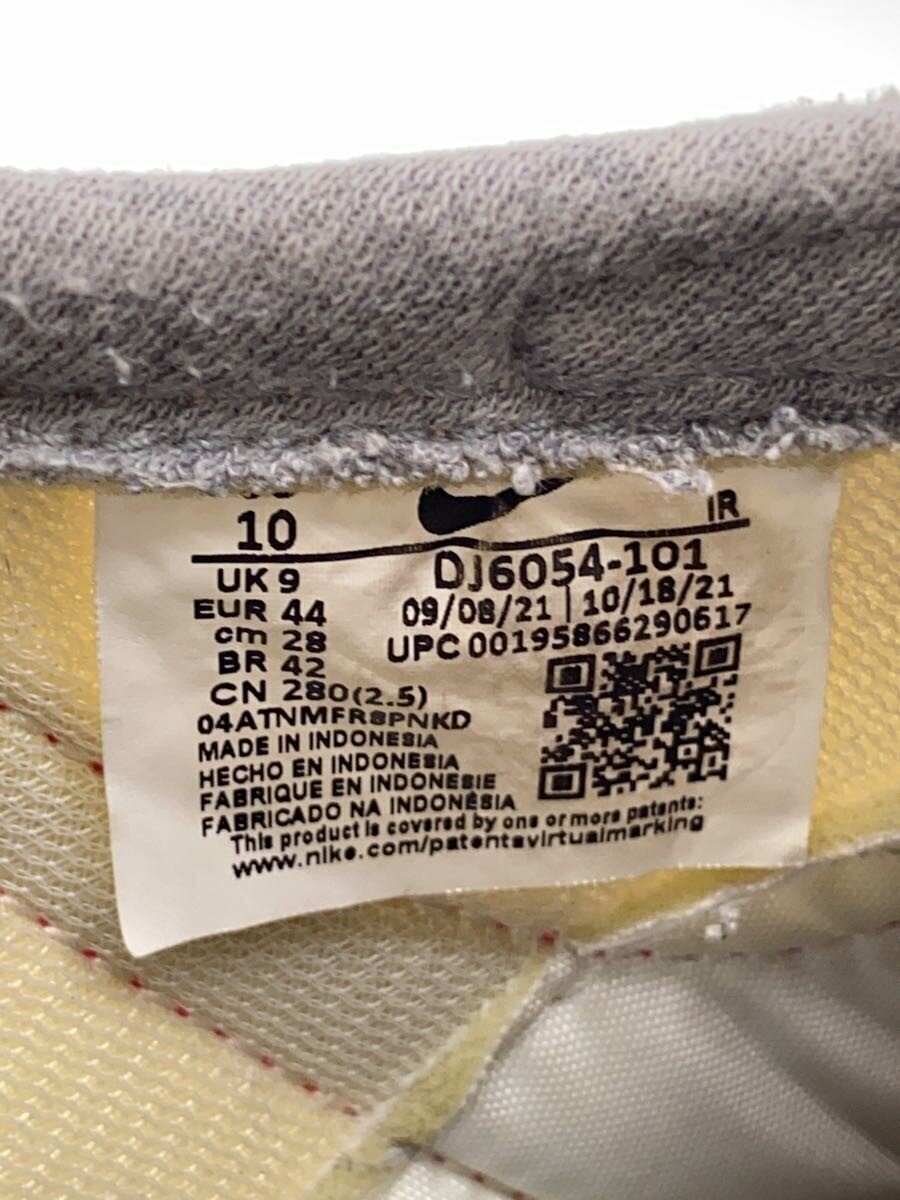 10
IR
UK 9
EUR 44
cm 28
BR 42
CN 280(2.5)
DJ6054-101
09/08/21 | 10/18/21
UPC 00195866290617
04ATNMFR8PNKD
MADE IN INDONESIA
HECHO EN INDONESIA
FABRIQUE EN INDONESIE
FABRICADO NA INDONÉSIA
This product is covered by one or more patents:
www.nike.com/patentsvirtualmarking